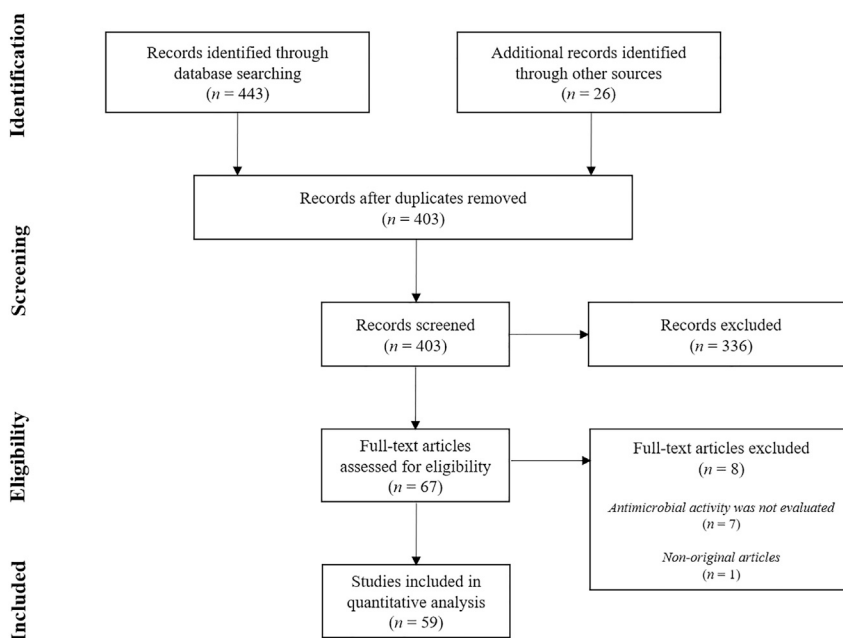 Identification
Records identified through
database searching
(n = 443)
Additional records identified
through other sources
(n = 26)
Records after duplicates removed
(n = 403)
Screening
Records screened
(n = 403)
Records excluded
(n = 336)
Eligibility
Full-text articles
assessed for eligibility
(n = 67)
Full-text articles excluded
(n = 8)
Antimicrobial activity was not evaluated
(n = 7)
Non-original articles
(n = 1)
Included
Studies included in
quantitative analysis
(n = 59)